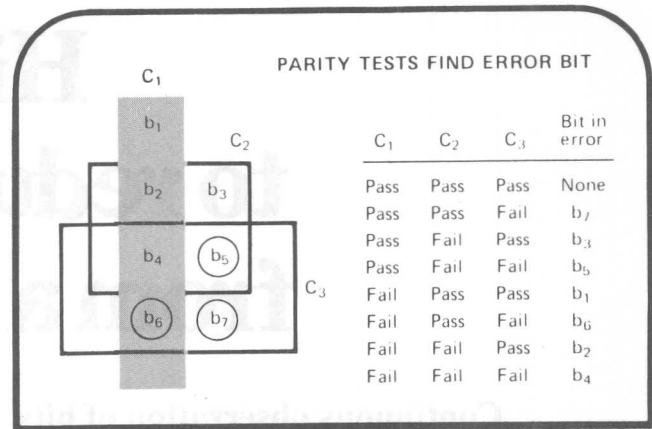 PARITY TESTS FIND ERROR BIT
C₁
b₁
C₂
b₂ b₃
b₄ b₅
C₃
b₆ b₇
C₁ C₂ C₃ Bit in error
Pass Pass Pass None
Pass Pass Fail b₇
Pass Fail Pass b₃
Pass Fail Fail b₅
Fail Pass Pass b₁
Fail Pass Fail b₆
Fail Fail Pass b₂
Fail Fail Fail b₄